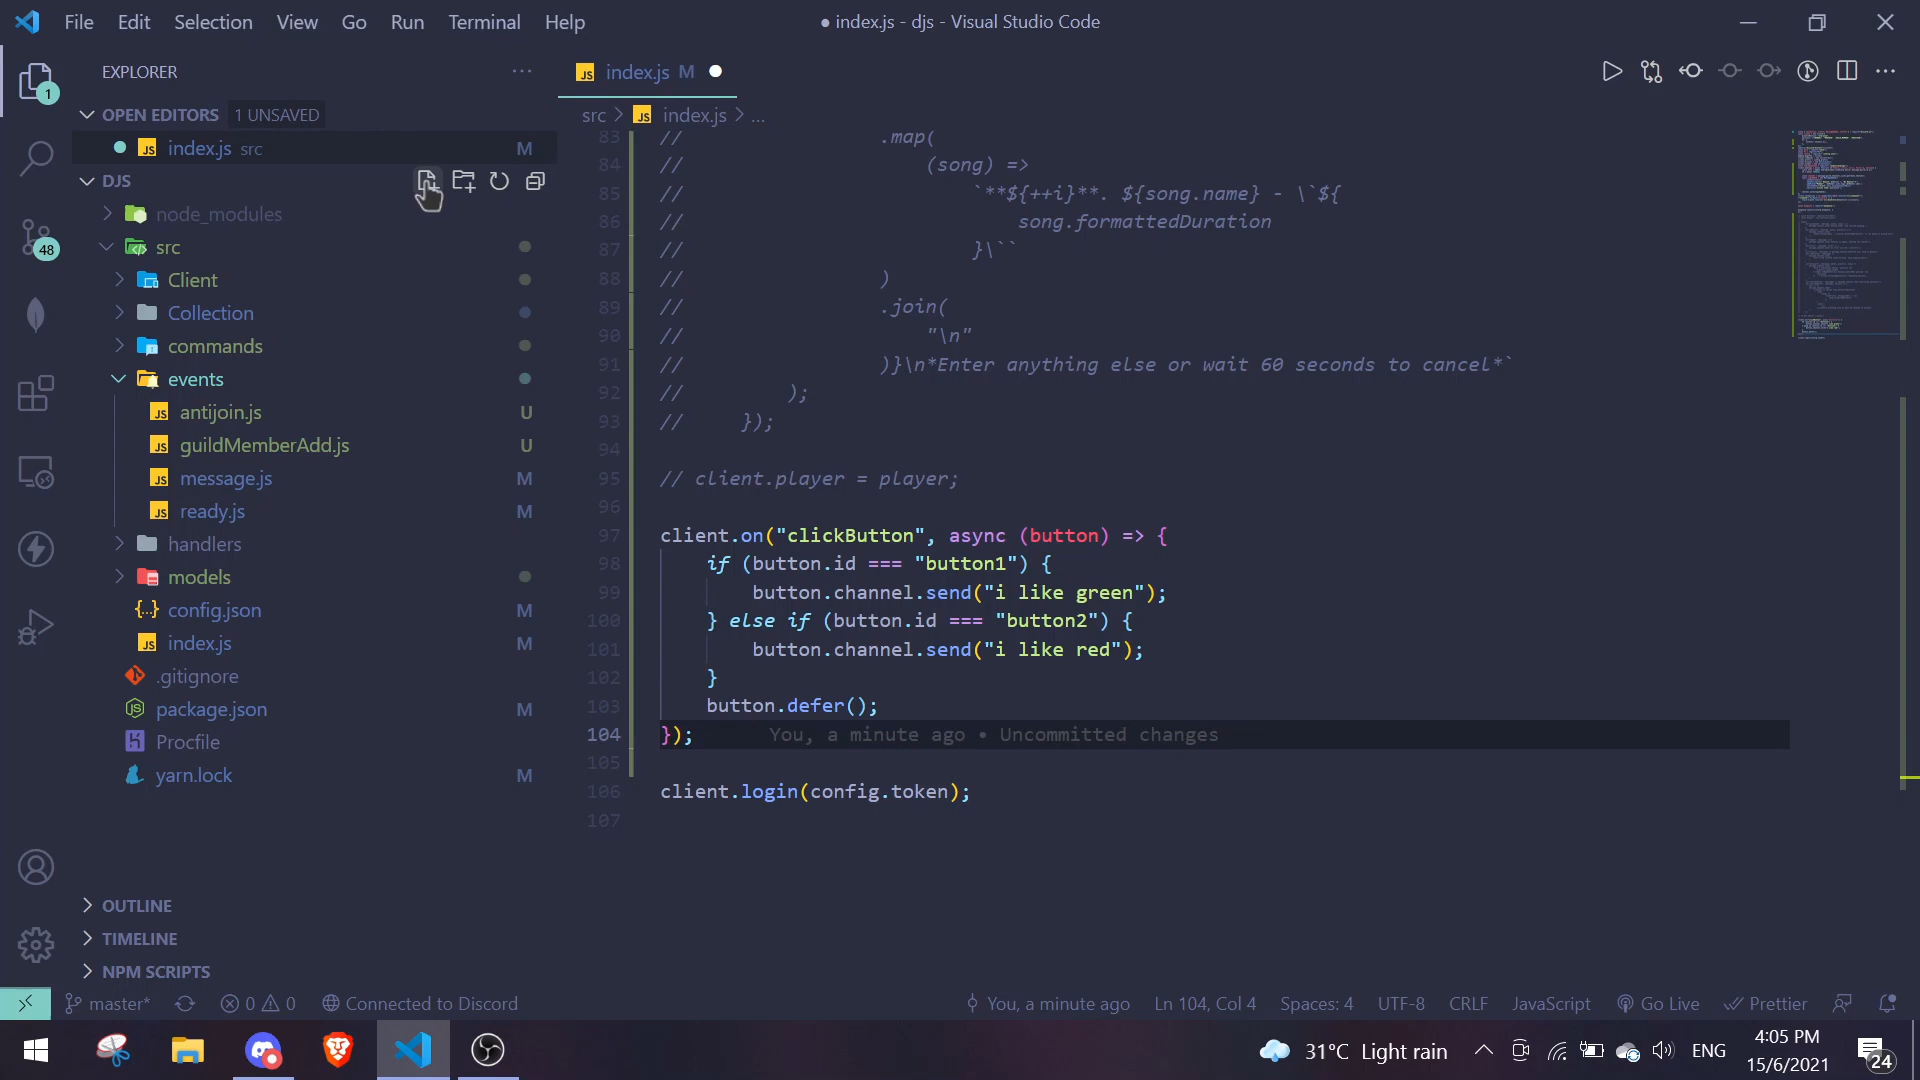 File Edit Selection View Go Run Terminal Help
● index.js - djs - Visual Studio Code
EXPLORER
1
OPEN EDITORS 1 UNSAVED
index.js src M
DJS
node_modules
src
48
Client
Collection
commands
events
antijoin.js U
guildMemberAdd.js U
message.js M
ready.js M
handlers
models
config.json M
index.js M
.gitignore
package.json M
Procfile
yarn.lock M
OUTLINE
TIMELINE
NPM SCRIPTS
index.js M
src > index.js > ...
83 // .map(
84 // (song) =>
85 // `**${++i}**. ${song.name} - \`${
86 // song.formattedDuration
87 // }\``
88 // )
89 // .join(
90 // "\n"
91 // )}\n*Enter anything else or wait 60 seconds to cancel*`
92 // );
93 // });
94
95 // client.player = player;
96
97 client.on("clickButton", async (button) => {
98 if (button.id === "button1") {
99 button.channel.send("i like green");
100 } else if (button.id === "button2") {
101 button.channel.send("i like red");
102 }
103 button.defer();
104 }); You, a minute ago • Uncommitted changes
105
106 client.login(config.token);
107
master* 0 0 Connected to Discord You, a minute ago Ln 104, Col 4 Spaces: 4 UTF-8 CRLF JavaScript Go Live Prettier
31°C Light rain ENG 4:05 PM
15/6/2021
24